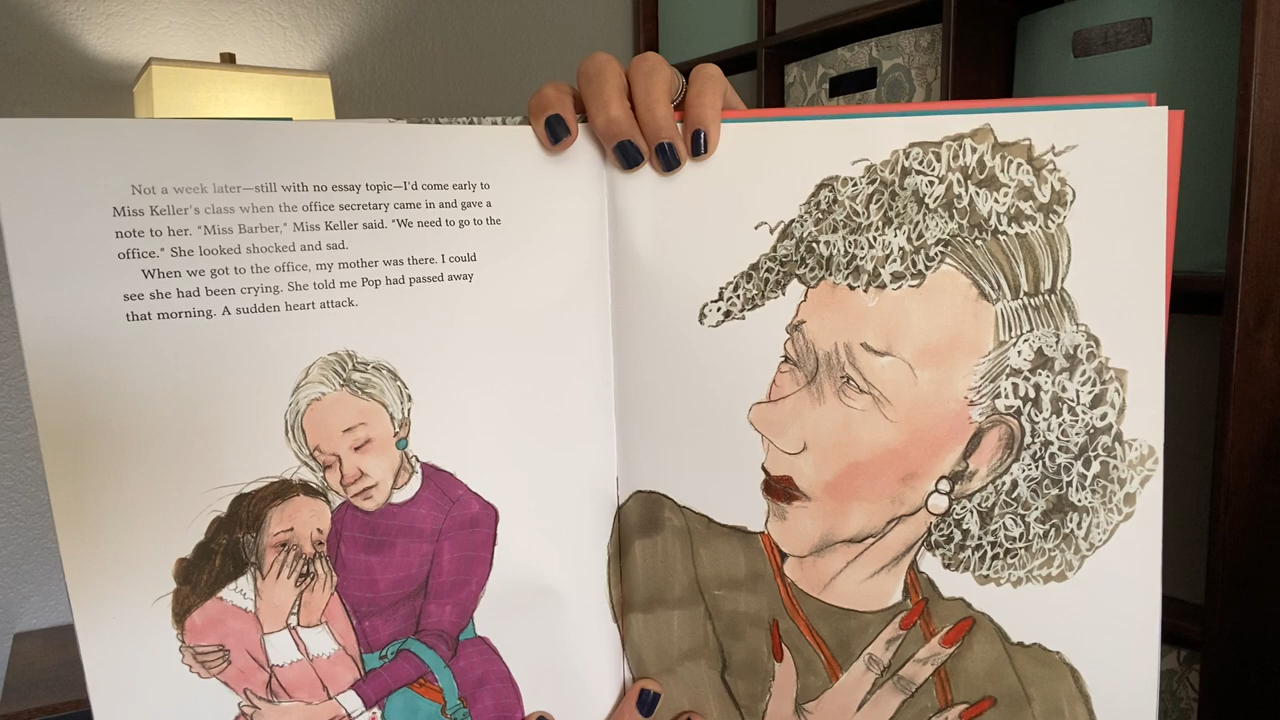 Not a week later—still with no essay topic—I'd come early to
Miss Keller's class when the office secretary came in and gave a
note to her. "Miss Barber," Miss Keller said. "We need to go to the
office." She looked shocked and sad.
When we got to the office, my mother was there. I could
see she had been crying. She told me Pop had passed away
that morning. A sudden heart attack.